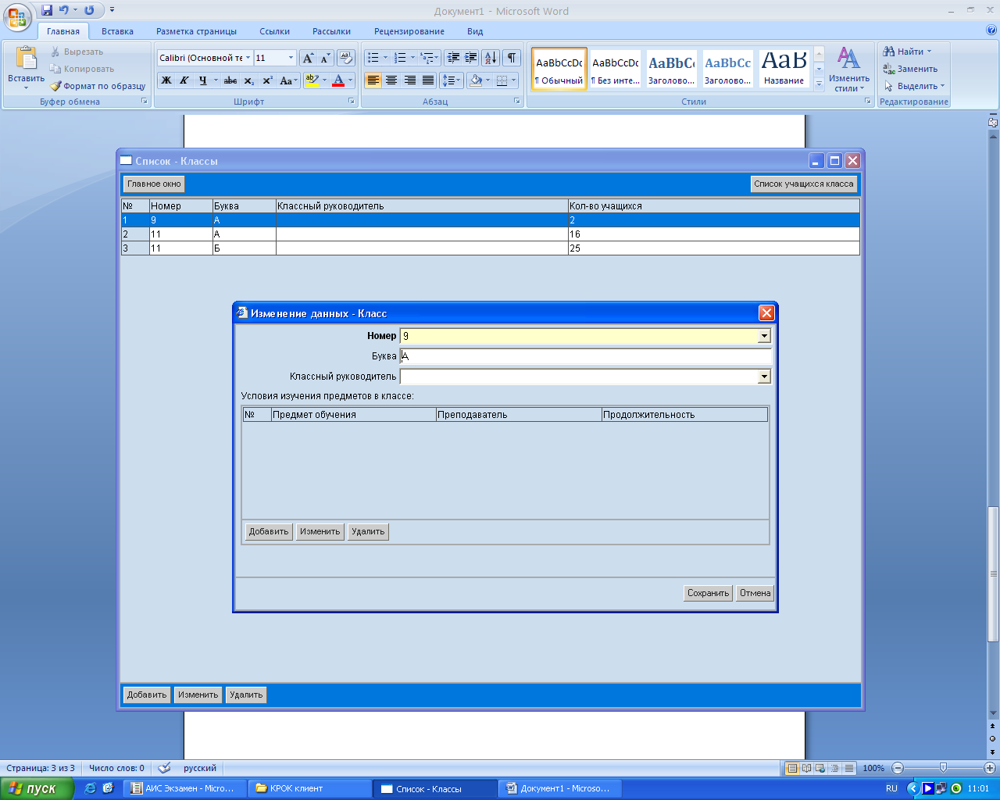 Документ1 - Microsoft Word
Главная Вставка Разметка страницы Ссылки Рассылки Рецензирование Вид
Вставить
Вырезать
Копировать
Формат по образцу
Буфер обмена
Calibri (Основной те 11
Ж К Ч abc x₂ x² Aa
Шрифт
Абзац
AaBbCcDc AaBbCcDc AaBbC AaBbCc AaB
¶ Обычный ¶ Без инте... Заголово... Заголово... Название
Изменить стили
Стили
Найти
Заменить
Выделить
Редактирование
Список - Классы
Главное окно Список учащихся класса
№ Номер Буква Классный руководитель Кол-во учащихся
1 9 А 2
2 11 А 16
3 11 Б 25
Изменение данных - Класс
Номер 9
Буква А
Классный руководитель
Условия изучения предметов в классе:
№ Предмет обучения Преподаватель Продолжительность
Добавить Изменить Удалить
Сохранить Отмена
Добавить Изменить Удалить
Страница: 3 из 3 Число слов: 0 русский 100%
пуск АИС Экзамен - Micro... КРОК клиент Список - Классы Документ1 - Microso... RU 11:01